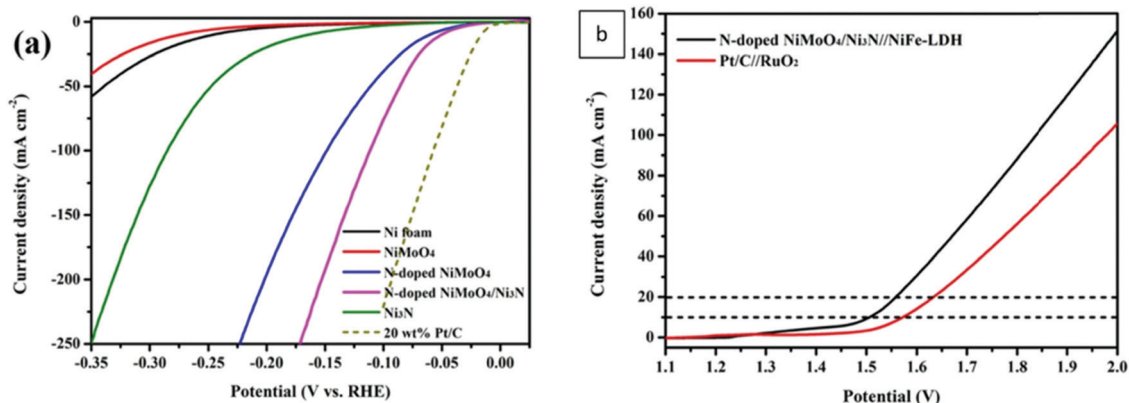 (a)
Current density (mA cm⁻²)
0
-50
-100
-150
-200
-250
-0.35
-0.30
-0.25
-0.20
-0.15
-0.10
-0.05
0.00
Potential (V vs. RHE)
Ni foam
NiMoO₄
N-doped NiMoO₄
N-doped NiMoO₄/Ni₃N
Ni₃N
20 wt% Pt/C
b
Current density (mA cm⁻²)
160
140
120
100
80
60
40
20
0
1.1
1.2
1.3
1.4
1.5
1.6
1.7
1.8
1.9
2.0
Potential (V)
N-doped NiMoO₄/Ni₃N//NiFe-LDH
Pt/C//RuO₂